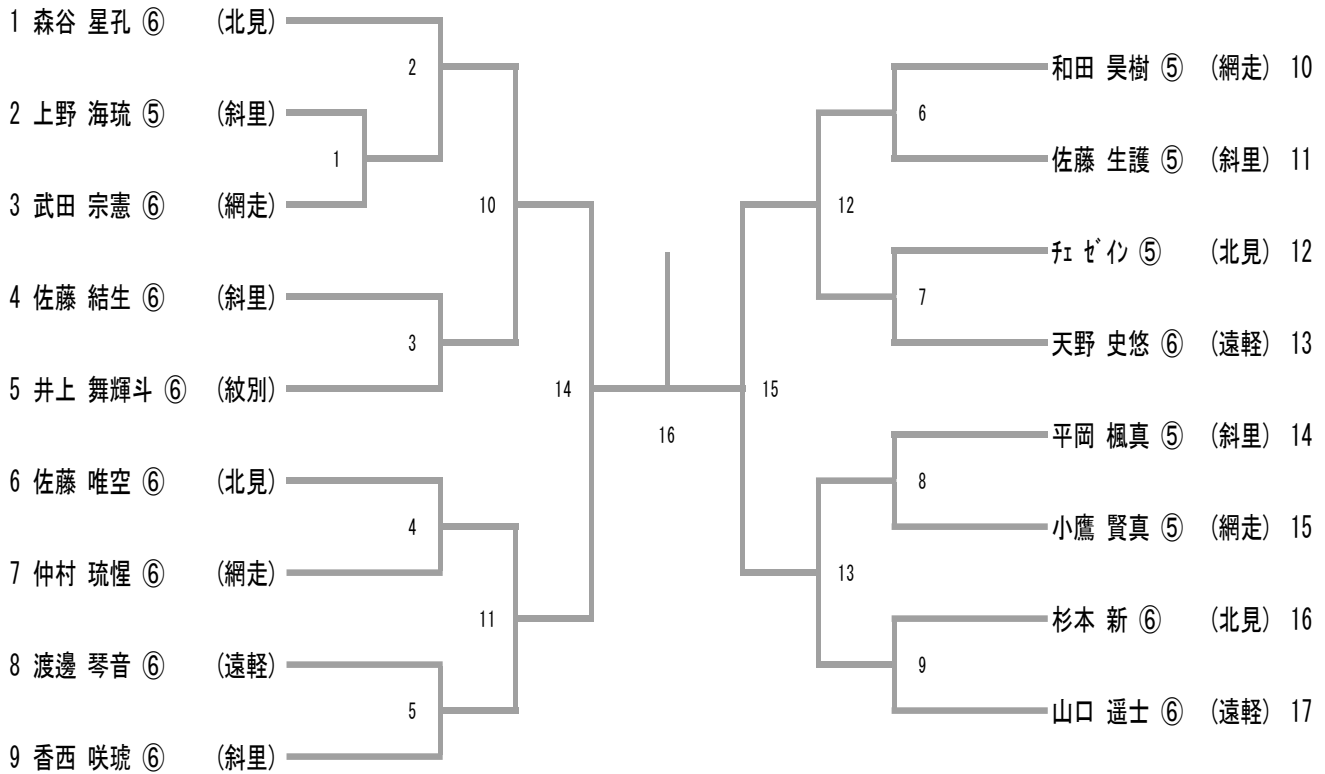 1 森谷 星孔 ⑥ (北見)
2 上野 海琉 ⑤ (斜里)
3 武田 宗憲 ⑥ (網走)
4 佐藤 結生 ⑥ (斜里)
5 井上 舞輝斗 ⑥ (紋別)
6 佐藤 唯空 ⑥ (北見)
7 仲村 琉惺 ⑥ (網走)
8 渡邊 琴音 ⑥ (遠軽)
9 香西 咲琥 ⑥ (斜里)
2
1
10
3
14
4
11
5
16
6
12
7
15
8
13
9
和田 昊樹 ⑤ (網走) 10
佐藤 生護 ⑤ (斜里) 11
ﾁｪ ｾﾞｲﾝ ⑤ (北見) 12
天野 史悠 ⑥ (遠軽) 13
平岡 楓真 ⑤ (斜里) 14
小鷹 賢真 ⑤ (網走) 15
杉本 新 ⑥ (北見) 16
山口 遥士 ⑥ (遠軽) 17